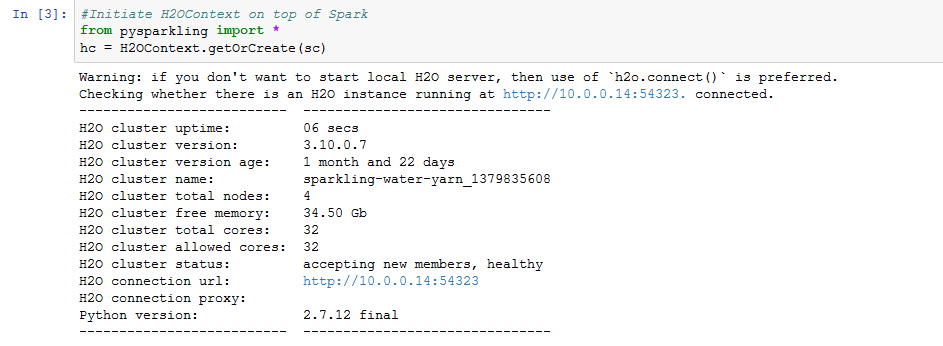 In [3]: #Initiate H2OContext on top of Spark
from pysparkling import *
hc = H2OContext.getOrCreate(sc)
Warning: if you don't want to start local H2O server, then use of `h2o.connect()` is preferred.
Checking whether there is an H2O instance running at http://10.0.0.14:54323. connected.
-------------------------- -------------------------------
H2O cluster uptime: 06 secs
H2O cluster version: 3.10.0.7
H2O cluster version age: 1 month and 22 days
H2O cluster name: sparkling-water-yarn_1379835608
H2O cluster total nodes: 4
H2O cluster free memory: 34.50 Gb
H2O cluster total cores: 32
H2O cluster allowed cores: 32
H2O cluster status: accepting new members, healthy
H2O connection url: http://10.0.0.14:54323
H2O connection proxy:
Python version: 2.7.12 final
-------------------------- -------------------------------